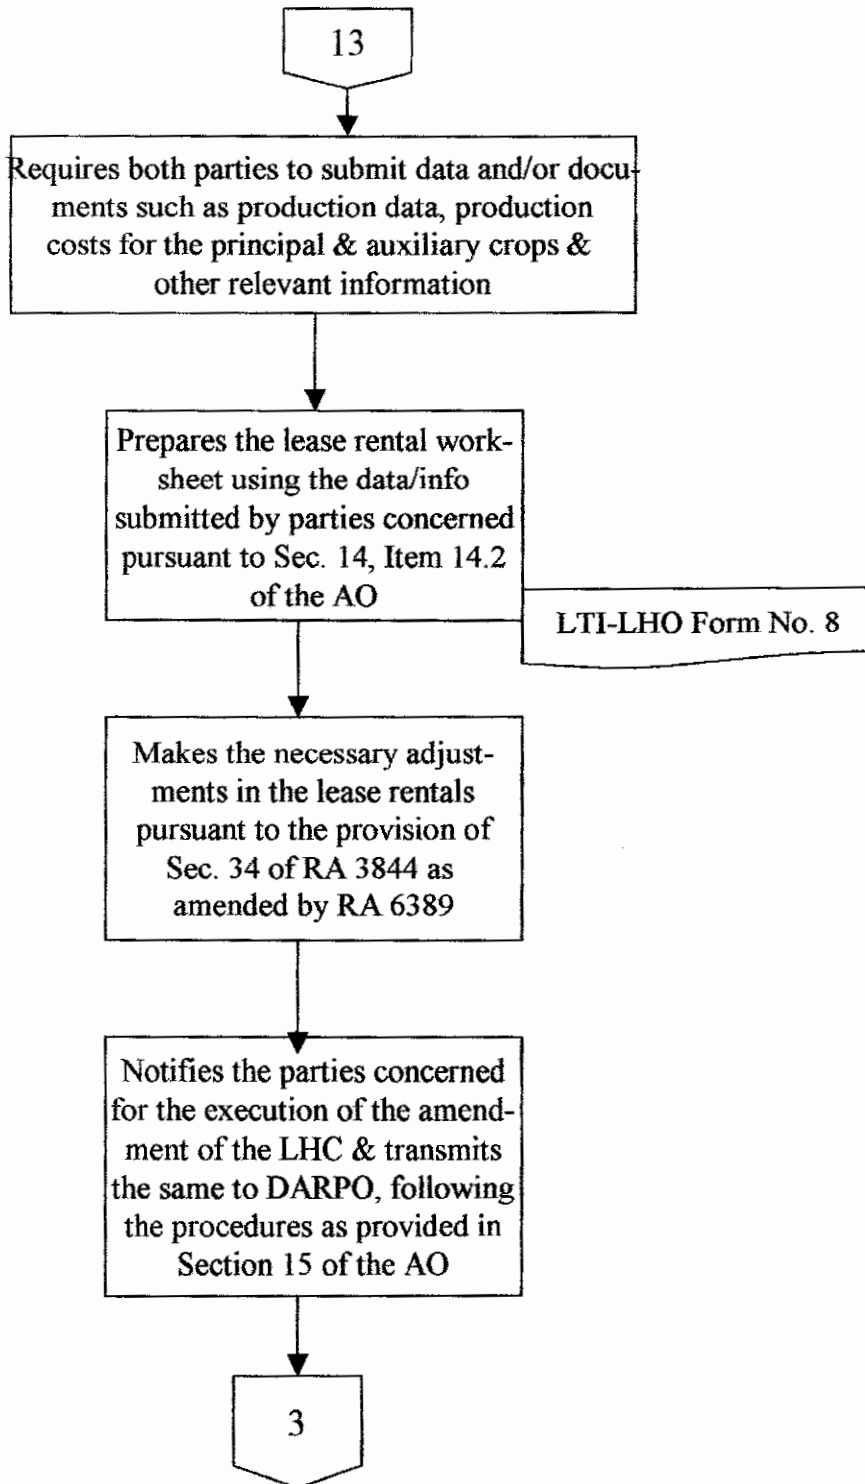 13
Requires both parties to submit data and/or docu-
ments such as production data, production
costs for the principal & auxiliary crops &
other relevant information
Prepares the lease rental work-
sheet using the data/info
submitted by parties concerned
pursuant to Sec. 14, Item 14.2
of the AO
LTI-LHO Form No. 8
Makes the necessary adjust-
ments in the lease rentals
pursuant to the provision of
Sec. 34 of RA 3844 as
amended by RA 6389
Notifies the parties concerned
for the execution of the amend-
ment of the LHC & transmits
the same to DARPO, following
the procedures as provided in
Section 15 of the AO
3